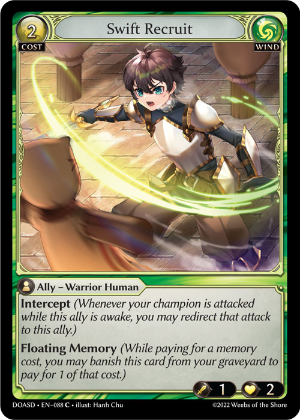 2
COST
Swift Recruit
WIND
Ally – Warrior Human
Intercept (Whenever your champion is attacked
while this ally is awake, you may redirect that attack
to this ally.)
Floating Memory (While paying for a memory
cost, you may banish this card from your graveyard to
pay for 1 of that cost.)
1
2
DOASD • EN-088 C • illust: Hanh Chu
©2022 Weebs of the Shore